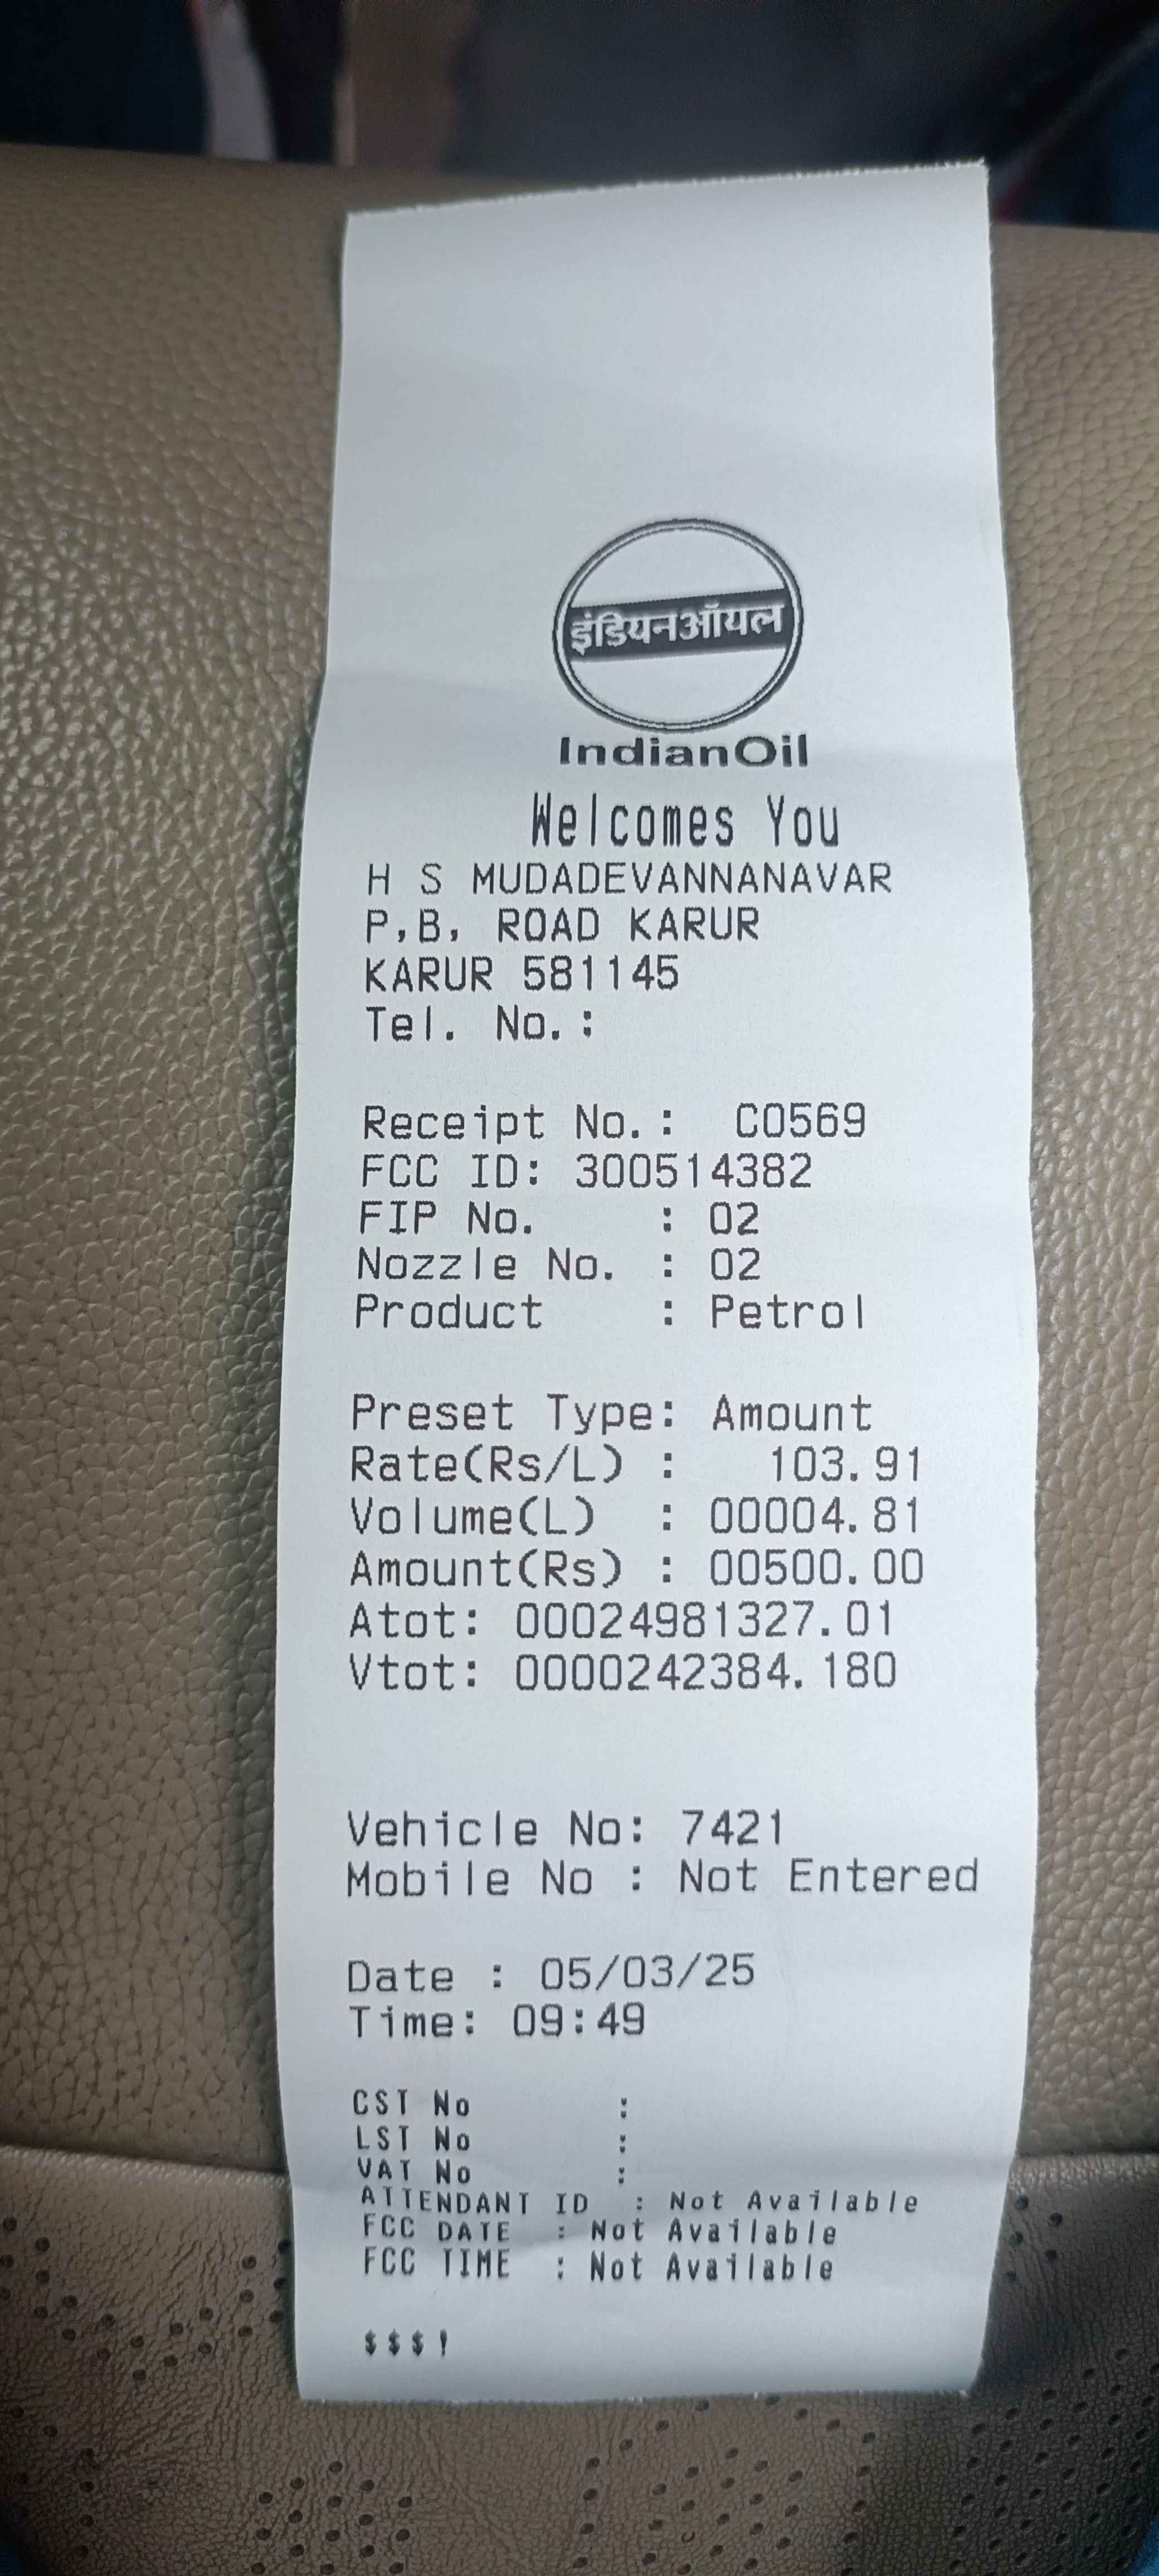 इंडियनऑयल
IndianOil
Welcomes You
H S MUDADEVANNANAVAR
P,B, ROAD KARUR
KARUR 581145
Tel. No.:
Receipt No.: C0569
FCC ID: 300514382
FIP No. : 02
Nozzle No. : 02
Product : Petrol
Preset Type: Amount
Rate(Rs/L) : 103.91
Volume(L) : 00004.81
Amount(Rs) : 00500.00
Atot: 00024981327.01
Vtot: 0000242384.180
Vehicle No: 7421
Mobile No : Not Entered
Date : 05/03/25
Time: 09:49
CST No :
LST No :
VAT No :
ATTENDANT ID : Not Available
FCC DATE : Not Available
FCC TIME : Not Available
$$$!